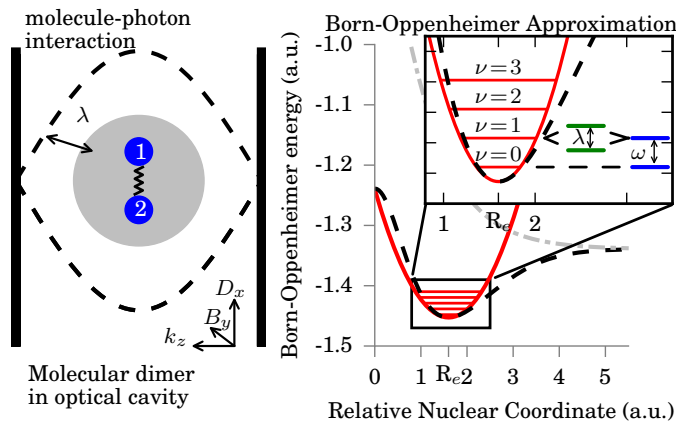 molecule-photon
interaction
λ
1
2
D_x
B_y
k_z
Molecular dimer
in optical cavity
Born-Oppenheimer Approximation
Born-Oppenheimer energy (a.u.)
-1.0
-1.1
-1.2
-1.3
-1.4
-1.5
ν=3
ν=2
ν=1
ν=0
λ
ω
1
R_e
2
0
1
R_e
2
3
4
5
Relative Nuclear Coordinate (a.u.)